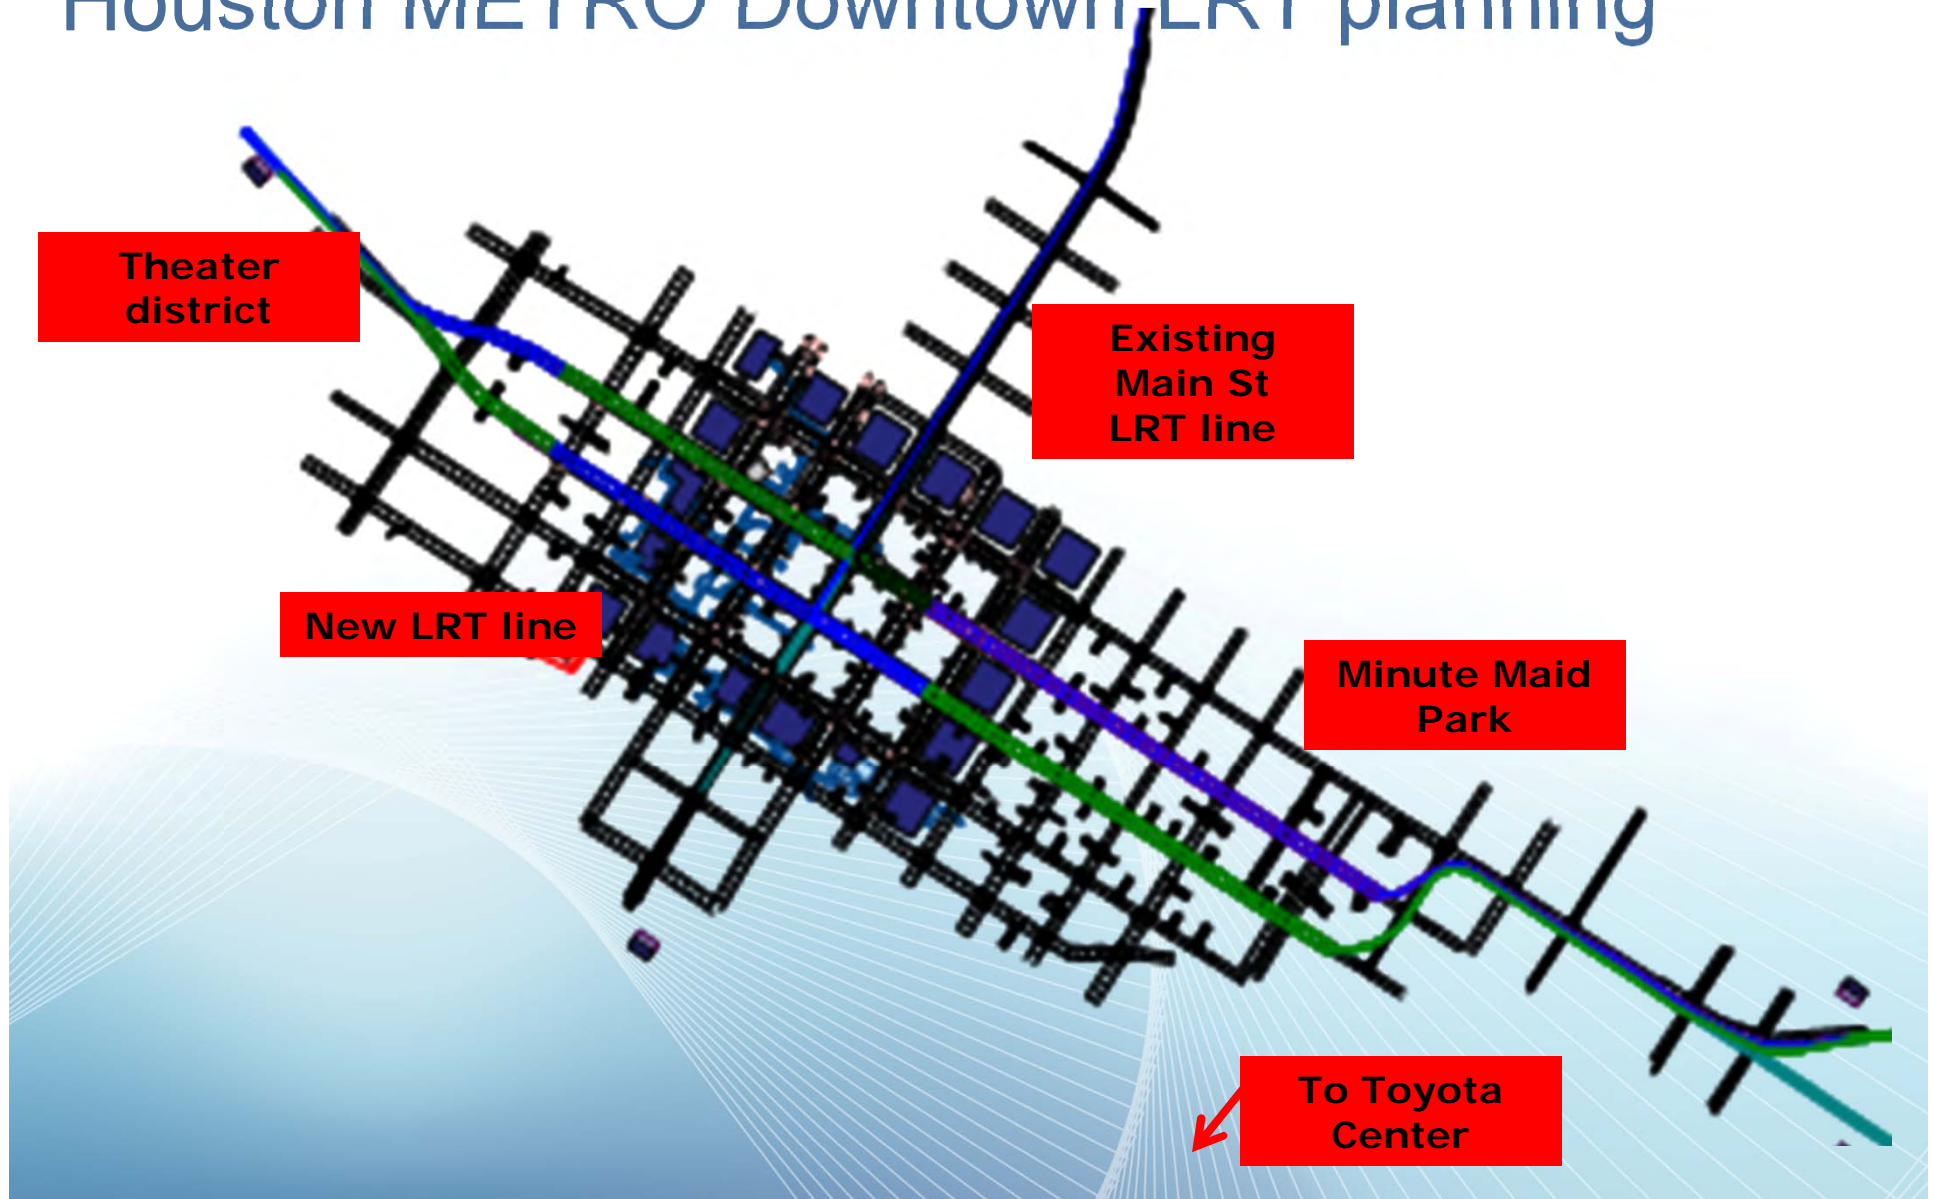 Houston METRO Downtown LRT planning
Theater
district
Existing
Main St
LRT line
New LRT line
Minute Maid
Park
To Toyota
Center